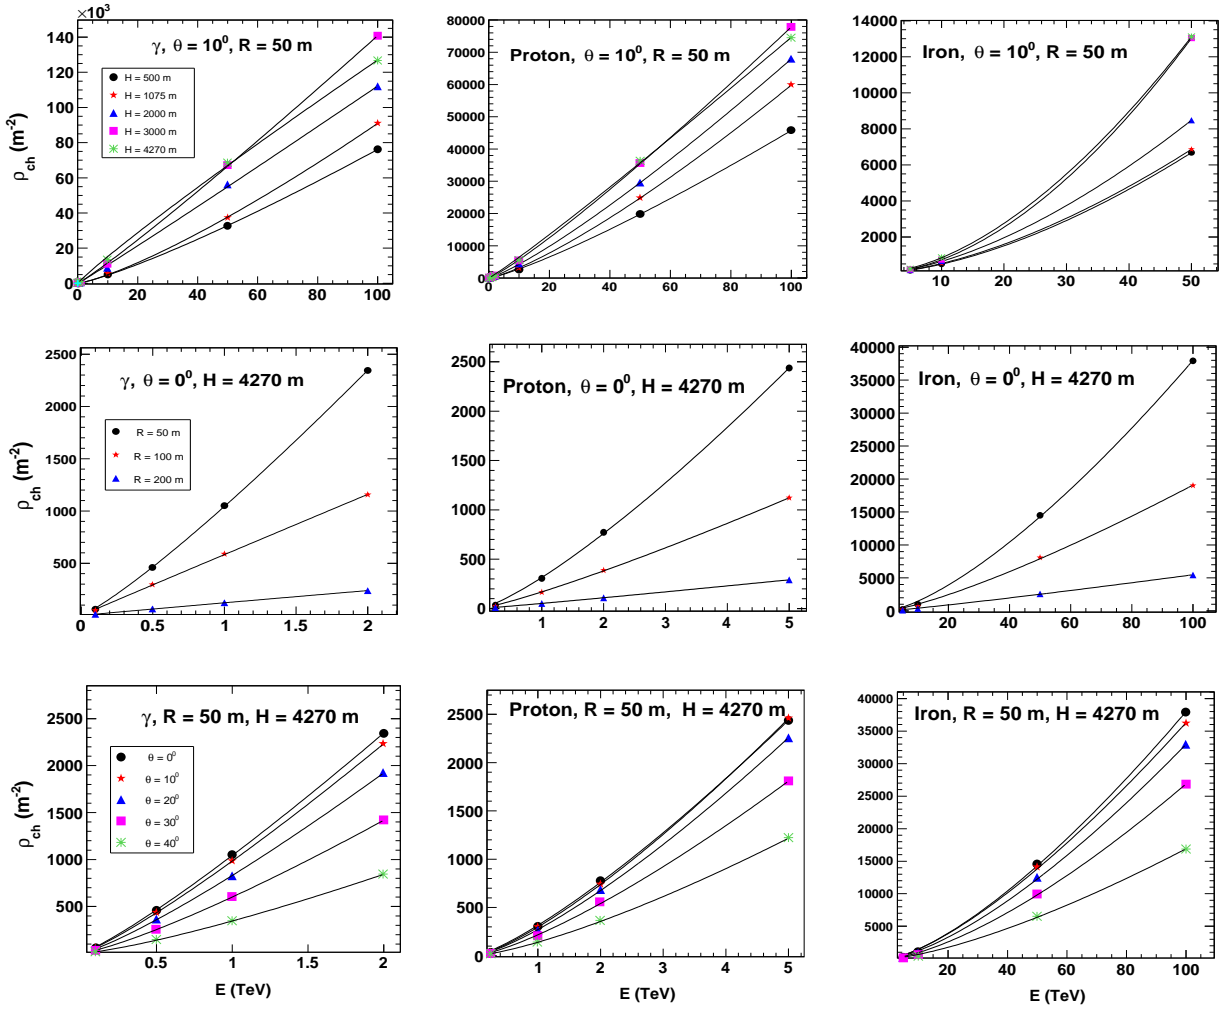 ×10³
γ, θ = 10⁰, R = 50 m
H = 500 m
H = 1075 m
H = 2000 m
H = 3000 m
H = 4270 m
ρch (m⁻²)
140
120
100
80
60
40
20
0
0 20 40 60 80 100
Proton, θ = 10⁰, R = 50 m
80000
70000
60000
50000
40000
30000
20000
10000
0
0 20 40 60 80 100
Iron, θ = 10⁰, R = 50 m
14000
12000
10000
8000
6000
4000
2000
10 20 30 40 50
γ, θ = 0⁰, H = 4270 m
R = 50 m
R = 100 m
R = 200 m
ρch (m⁻²)
2500
2000
1500
1000
500
0 0.5 1 1.5 2
Proton, θ = 0⁰, H = 4270 m
2500
2000
1500
1000
500
0
1 2 3 4 5
Iron, θ = 0⁰, H = 4270 m
40000
35000
30000
25000
20000
15000
10000
5000
0
20 40 60 80 100
γ, R = 50 m, H = 4270 m
θ = 0⁰
θ = 10⁰
θ = 20⁰
θ = 30⁰
θ = 40⁰
ρch (m⁻²)
2500
2000
1500
1000
500
0.5 1 1.5 2
E (TeV)
Proton, R = 50 m, H = 4270 m
2500
2000
1500
1000
500
0
1 2 3 4 5
E (TeV)
Iron, R = 50 m, H = 4270 m
40000
35000
30000
25000
20000
15000
10000
5000
20 40 60 80 100
E (TeV)